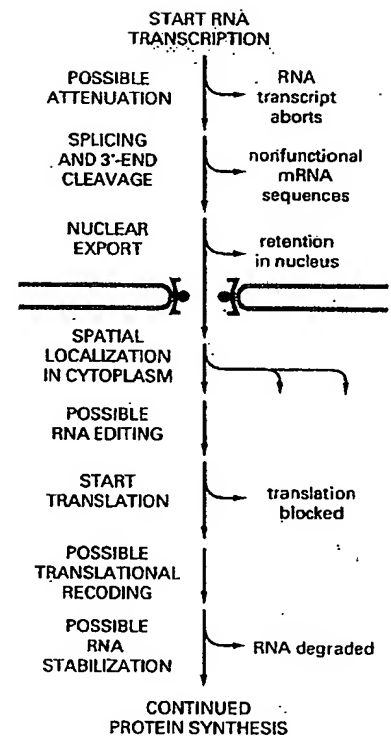 START RNA
TRANSCRIPTION
POSSIBLE
ATTENUATION
RNA
transcript
aborts
SPLICING
AND 3'-END
CLEAVAGE
nonfunctional
mRNA
sequences
NUCLEAR
EXPORT
retention
in nucleus
SPATIAL
LOCALIZATION
IN CYTOPLASM
POSSIBLE
RNA EDITING
START
TRANSLATION
translation
blocked
POSSIBLE
TRANSLATIONAL
RECODING
POSSIBLE
RNA
STABILIZATION
RNA degraded
CONTINUED
PROTEIN SYNTHESIS